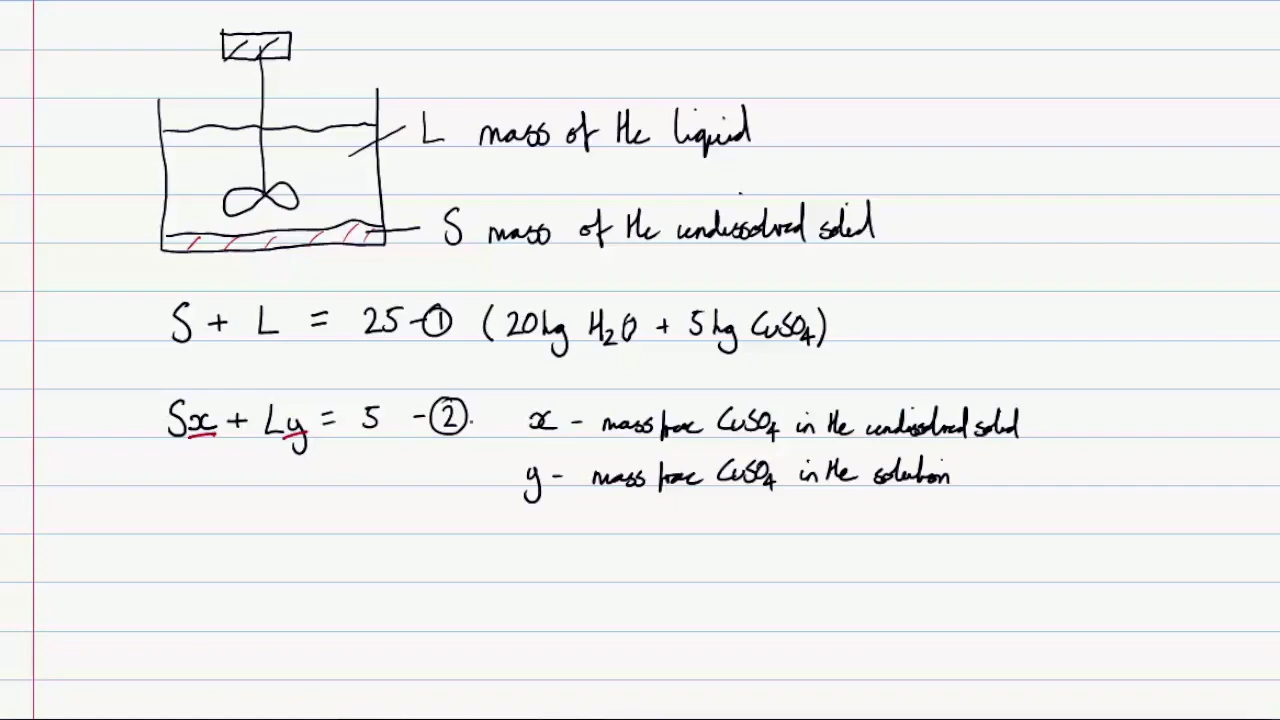 L mass of the liquid
S mass of the undissolved solid
S + L = 25 - ① (20kg H₂O + 5kg CuSO₄)
Sx + Ly = 5 - ②. x - mass frac CuSO₄ in the undissolved solid
y - mass frac CuSO₄ in the solution